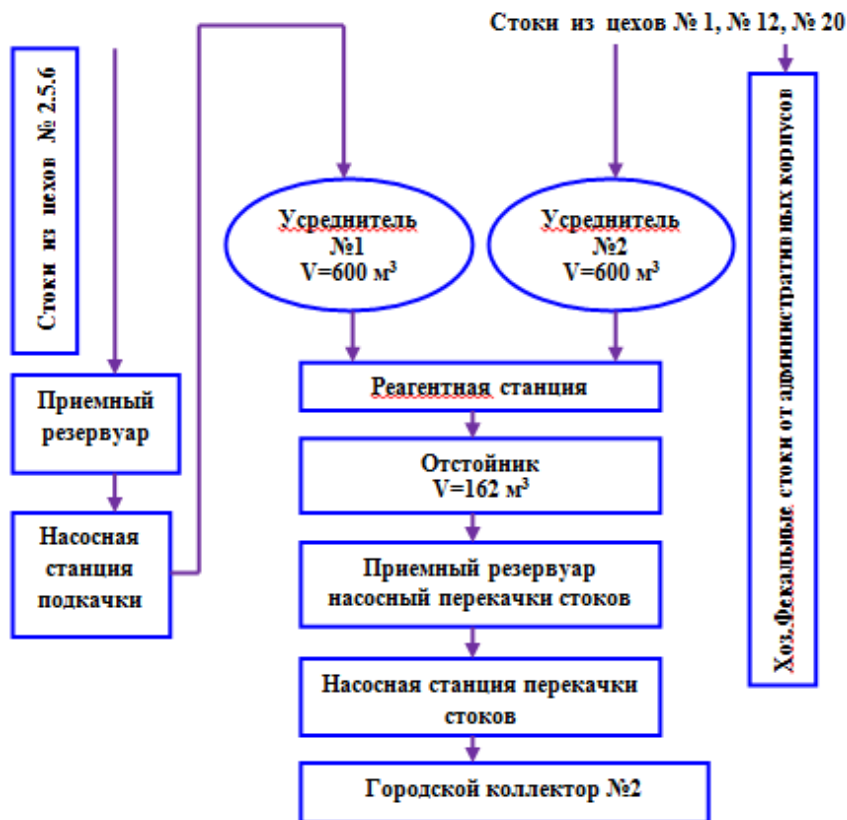 Стоки из цехов № 1, № 12, № 20
Стоки из цехов № 2.5.6
Усреднитель
№1
V=600 м³
Усреднитель
№2
V=600 м³
Хоз.Фекальные стоки от административных корпусов
Приемный
резервуар
Реагентная станция
Отстойник
V=162 м³
Насосная
станция
подкачки
Приемный резервуар
насосный перекачки стоков
Насосная станция перекачки
стоков
Городской коллектор №2